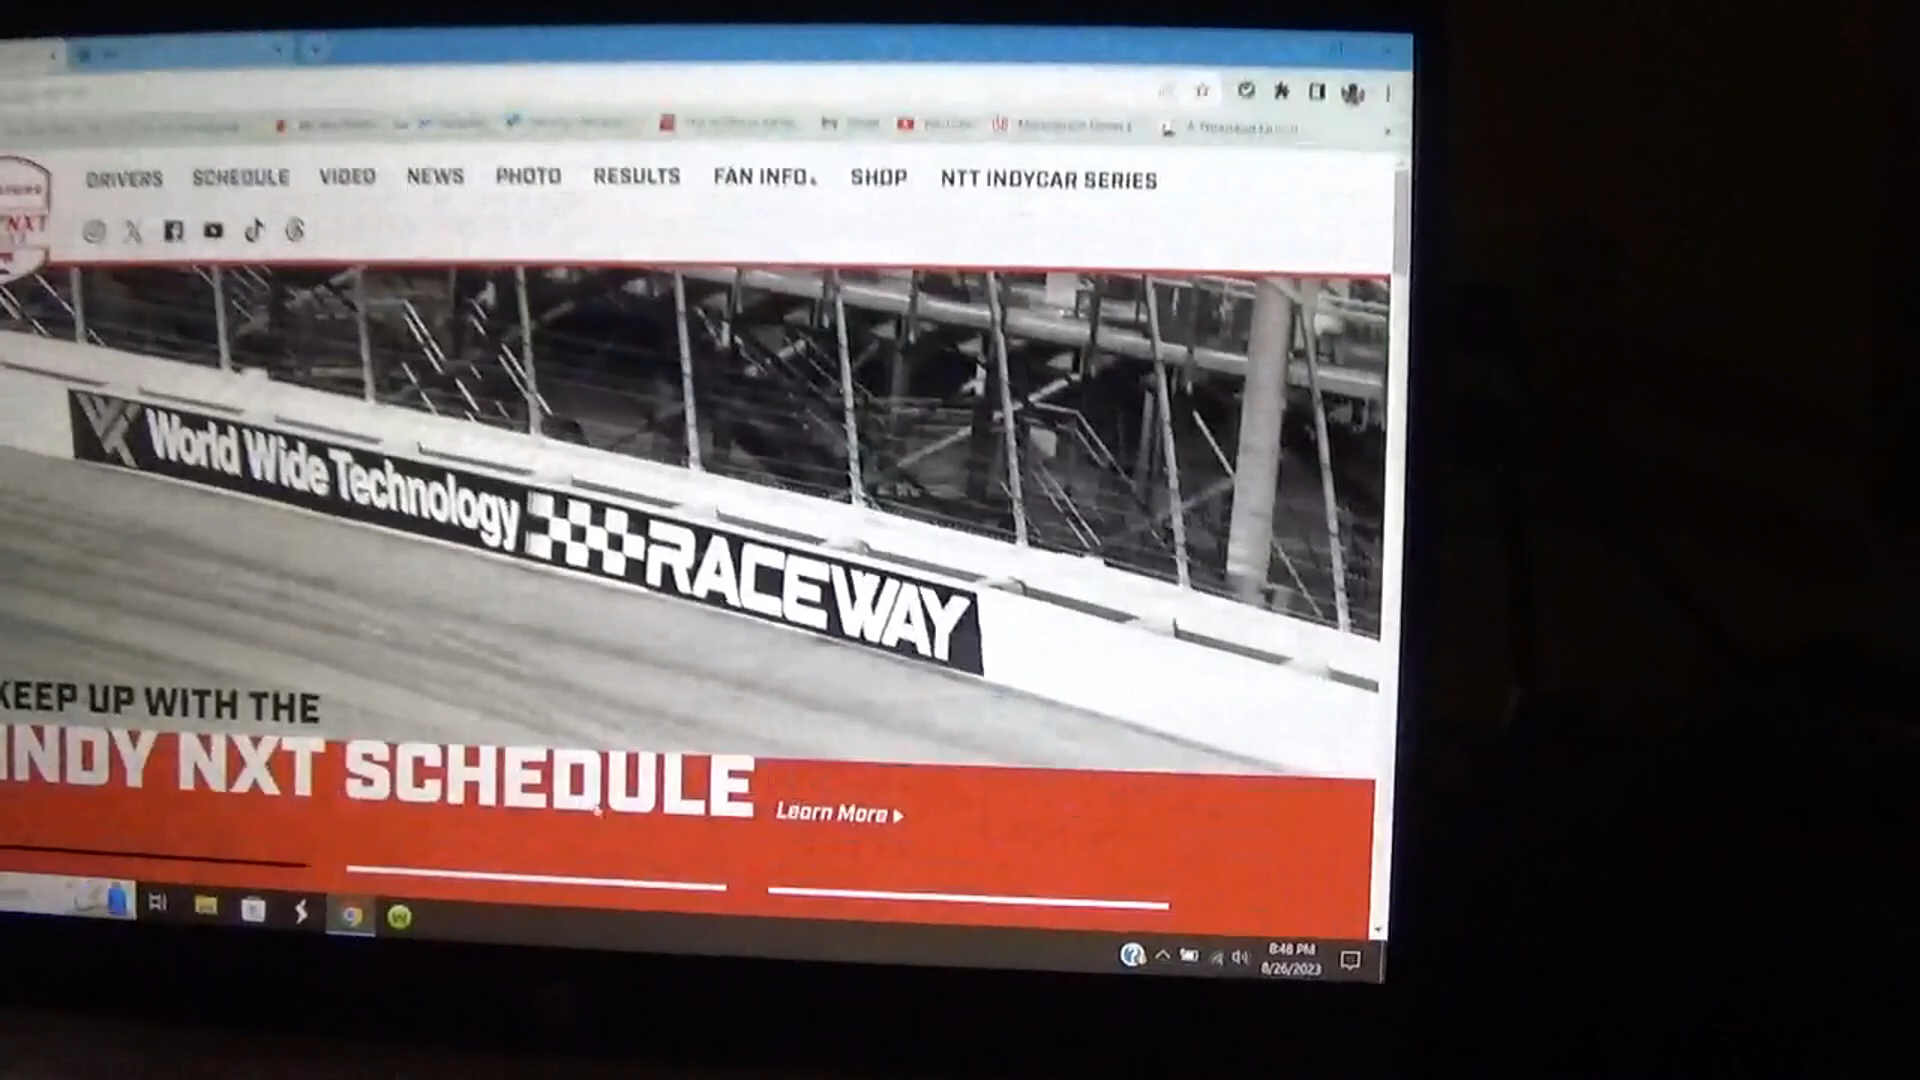 DRIVERS SCHEDULE VIDEO NEWS PHOTO RESULTS FAN INFO. SHOP NTT INDYCAR SERIES
NXT
World Wide Technology RACEWAY
KEEP UP WITH THE
INDY NXT SCHEDULE Learn More
8:48 PM
8/26/2023